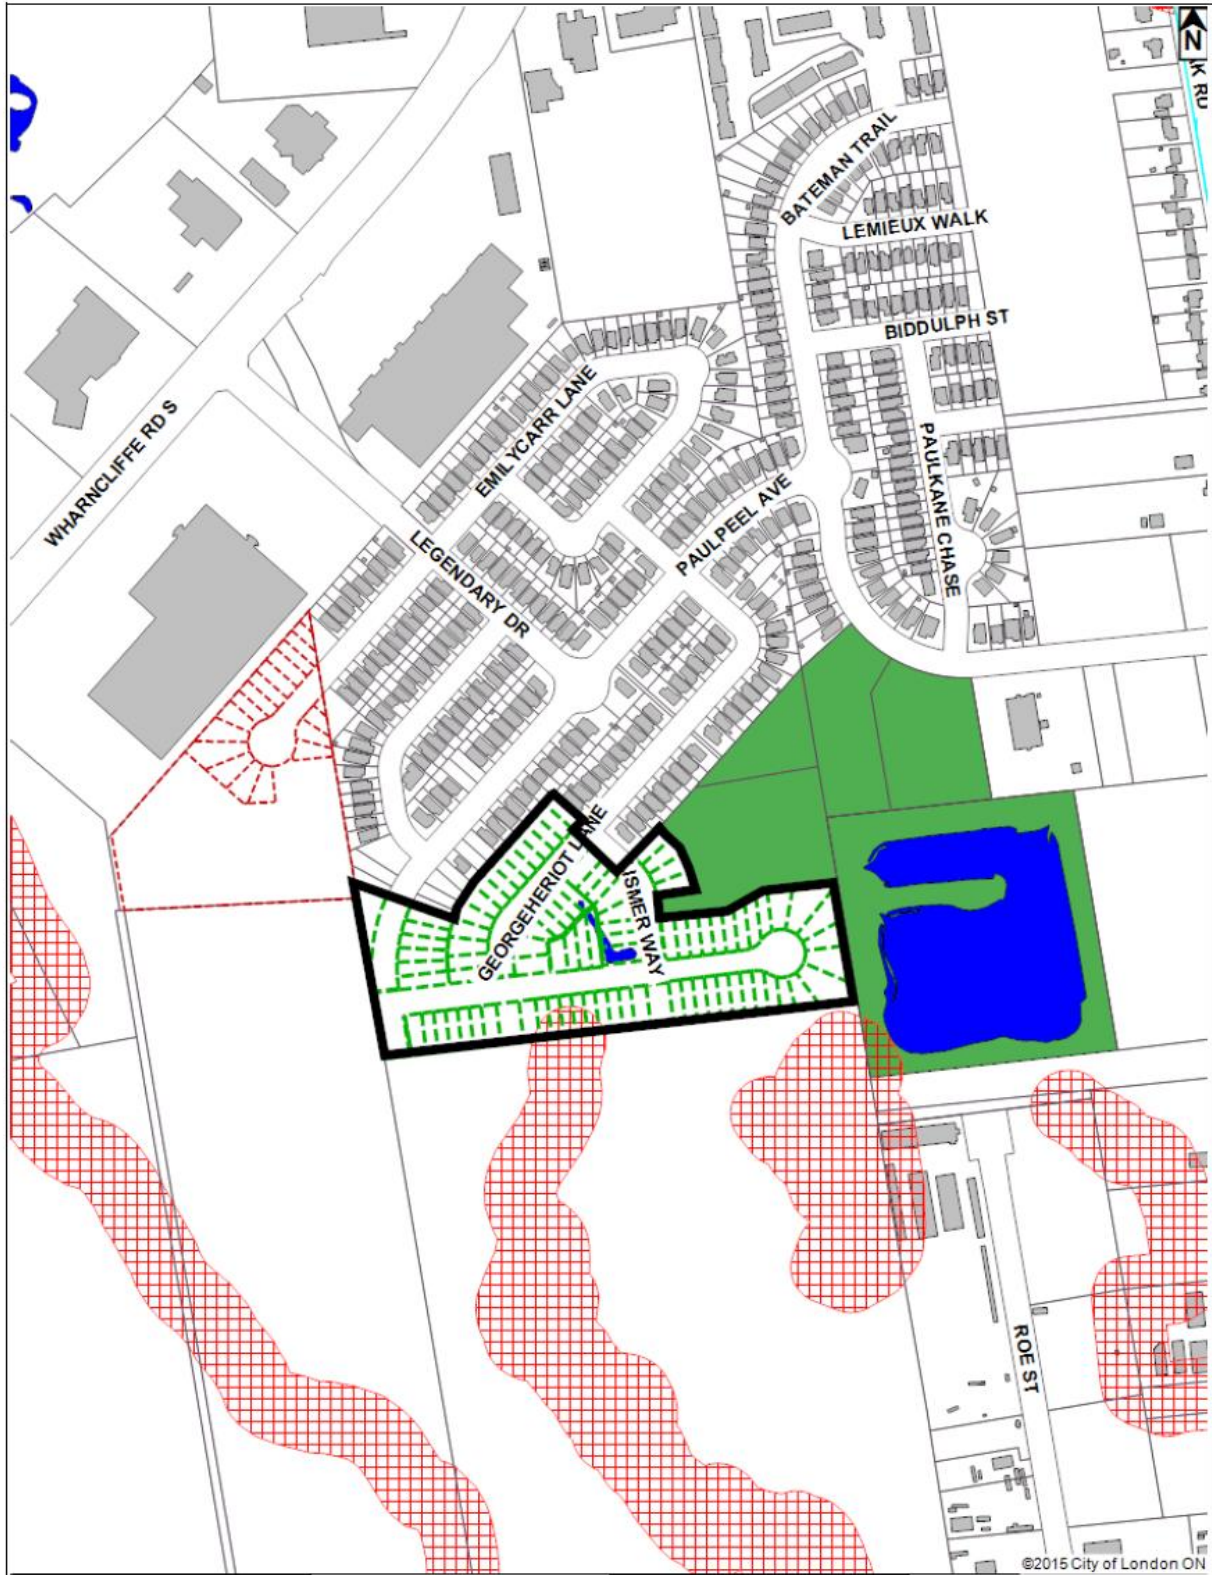 N
K RD
BATEMAN TRAIL
LEMIEUX WALK
BIDDULPH ST
EMILYCARR LANE
WHARNCLIFFE RD S
PAULKANE CHASE
PAULPEEL AVE
LEGENDARY DR
GEORGEHERIOT LANE
ISMER WAY
ROE ST
©2015 City of London ON